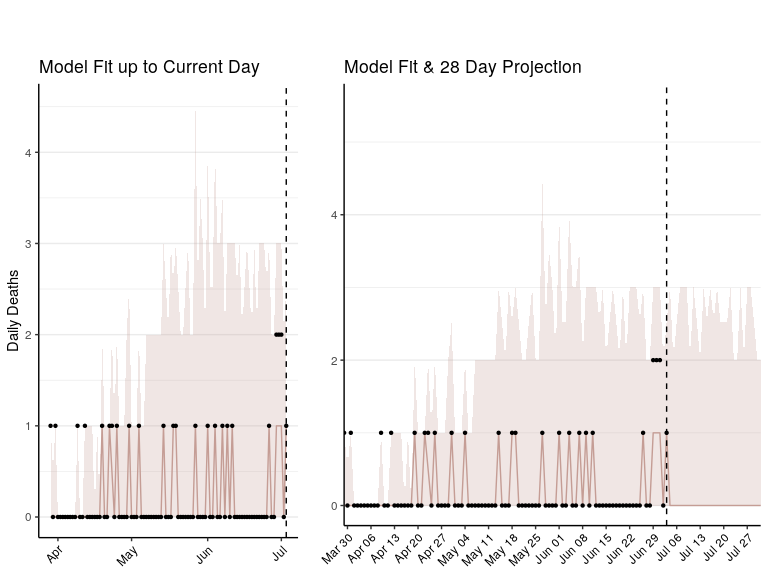 Model Fit up to Current Day
Model Fit & 28 Day Projection
Daily Deaths
4
3
2
1
0
Apr
May
Jun
Jul
4
2
0
Mar 30
Apr 06
Apr 13
Apr 20
Apr 27
May 04
May 11
May 18
May 25
Jun 01
Jun 08
Jun 15
Jun 22
Jun 29
Jul 06
Jul 13
Jul 20
Jul 27